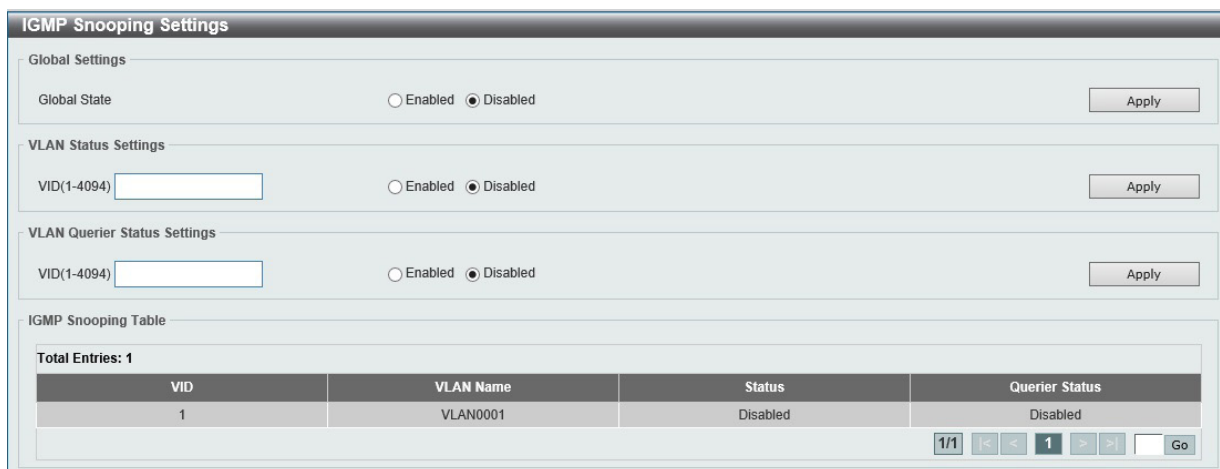 IGMP Snooping Settings
Global Settings
Global State Enabled Disabled Apply
VLAN Status Settings
VID(1-4094) Enabled Disabled Apply
VLAN Querier Status Settings
VID(1-4094) Enabled Disabled Apply
IGMP Snooping Table
Total Entries: 1
VID VLAN Name Status Querier Status
1 VLAN0001 Disabled Disabled
1/1 |< < 1 > >| Go